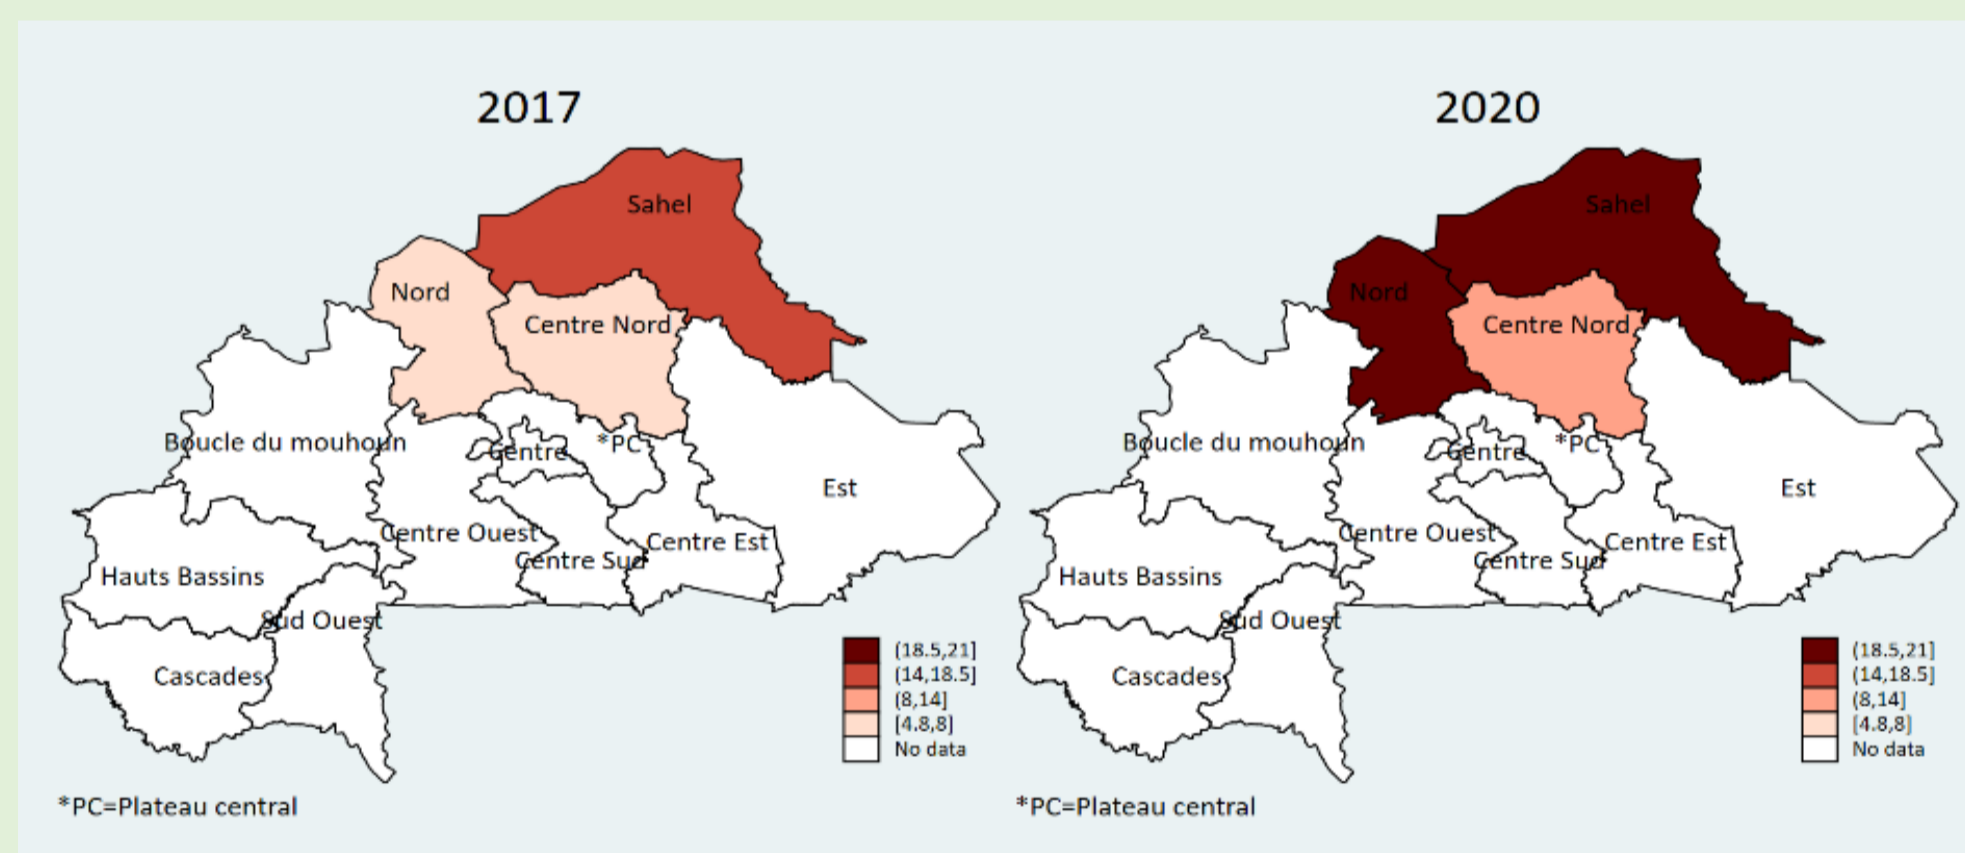 2017
Sahel
Nord
Centre Nord
Boucle du mouhoun
Centre
*PC
Est
Centre Ouest
Centre Sud
Centre Est
Hauts Bassins
Sud Ouest
Cascades
(18.5,21]
(14,18.5]
(8,14]
[4.8,8]
No data
*PC=Plateau central
2020
Sahel
Nord
Centre Nord
Boucle du mouhoun
Centre
*PC
Est
Centre Ouest
Centre Sud
Centre Est
Hauts Bassins
Sud Ouest
Cascades
(18.5,21]
(14,18.5]
(8,14]
[4.8,8]
No data
*PC=Plateau central